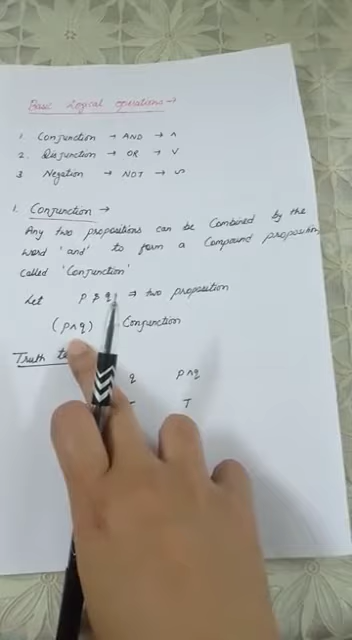 Basic Logical operations →
1. Conjunction → AND → ∧
2. Disjunction → OR → ∨
3 Negation → NOT → ~
1. Conjunction →
Any two propositions can be Combined by the
word 'and' to form a Compound proposition
called 'Conjunction'
Let p & q → two proposition
(p∧q) Conjunction
Truth
q p∧q
T